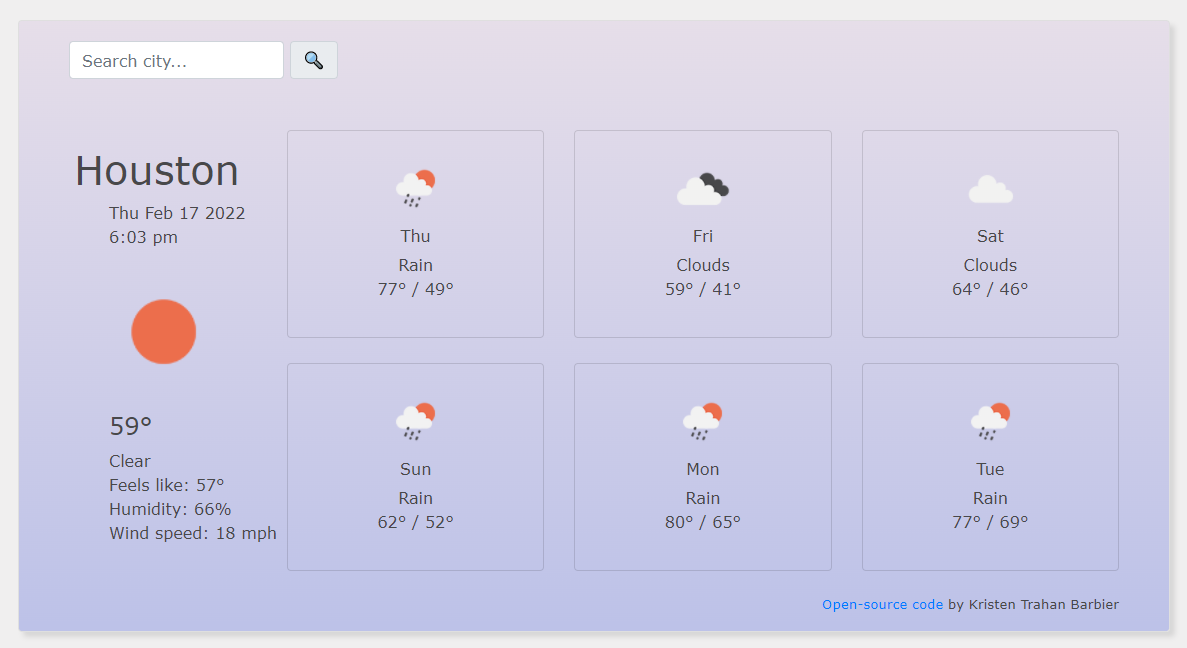 Search city...
Houston
Thu Feb 17 2022
6:03 pm
59°
Clear
Feels like: 57°
Humidity: 66%
Wind speed: 18 mph
Thu
Rain
77° / 49°
Fri
Clouds
59° / 41°
Sat
Clouds
64° / 46°
Sun
Rain
62° / 52°
Mon
Rain
80° / 65°
Tue
Rain
77° / 69°
Open-source code by Kristen Trahan Barbier